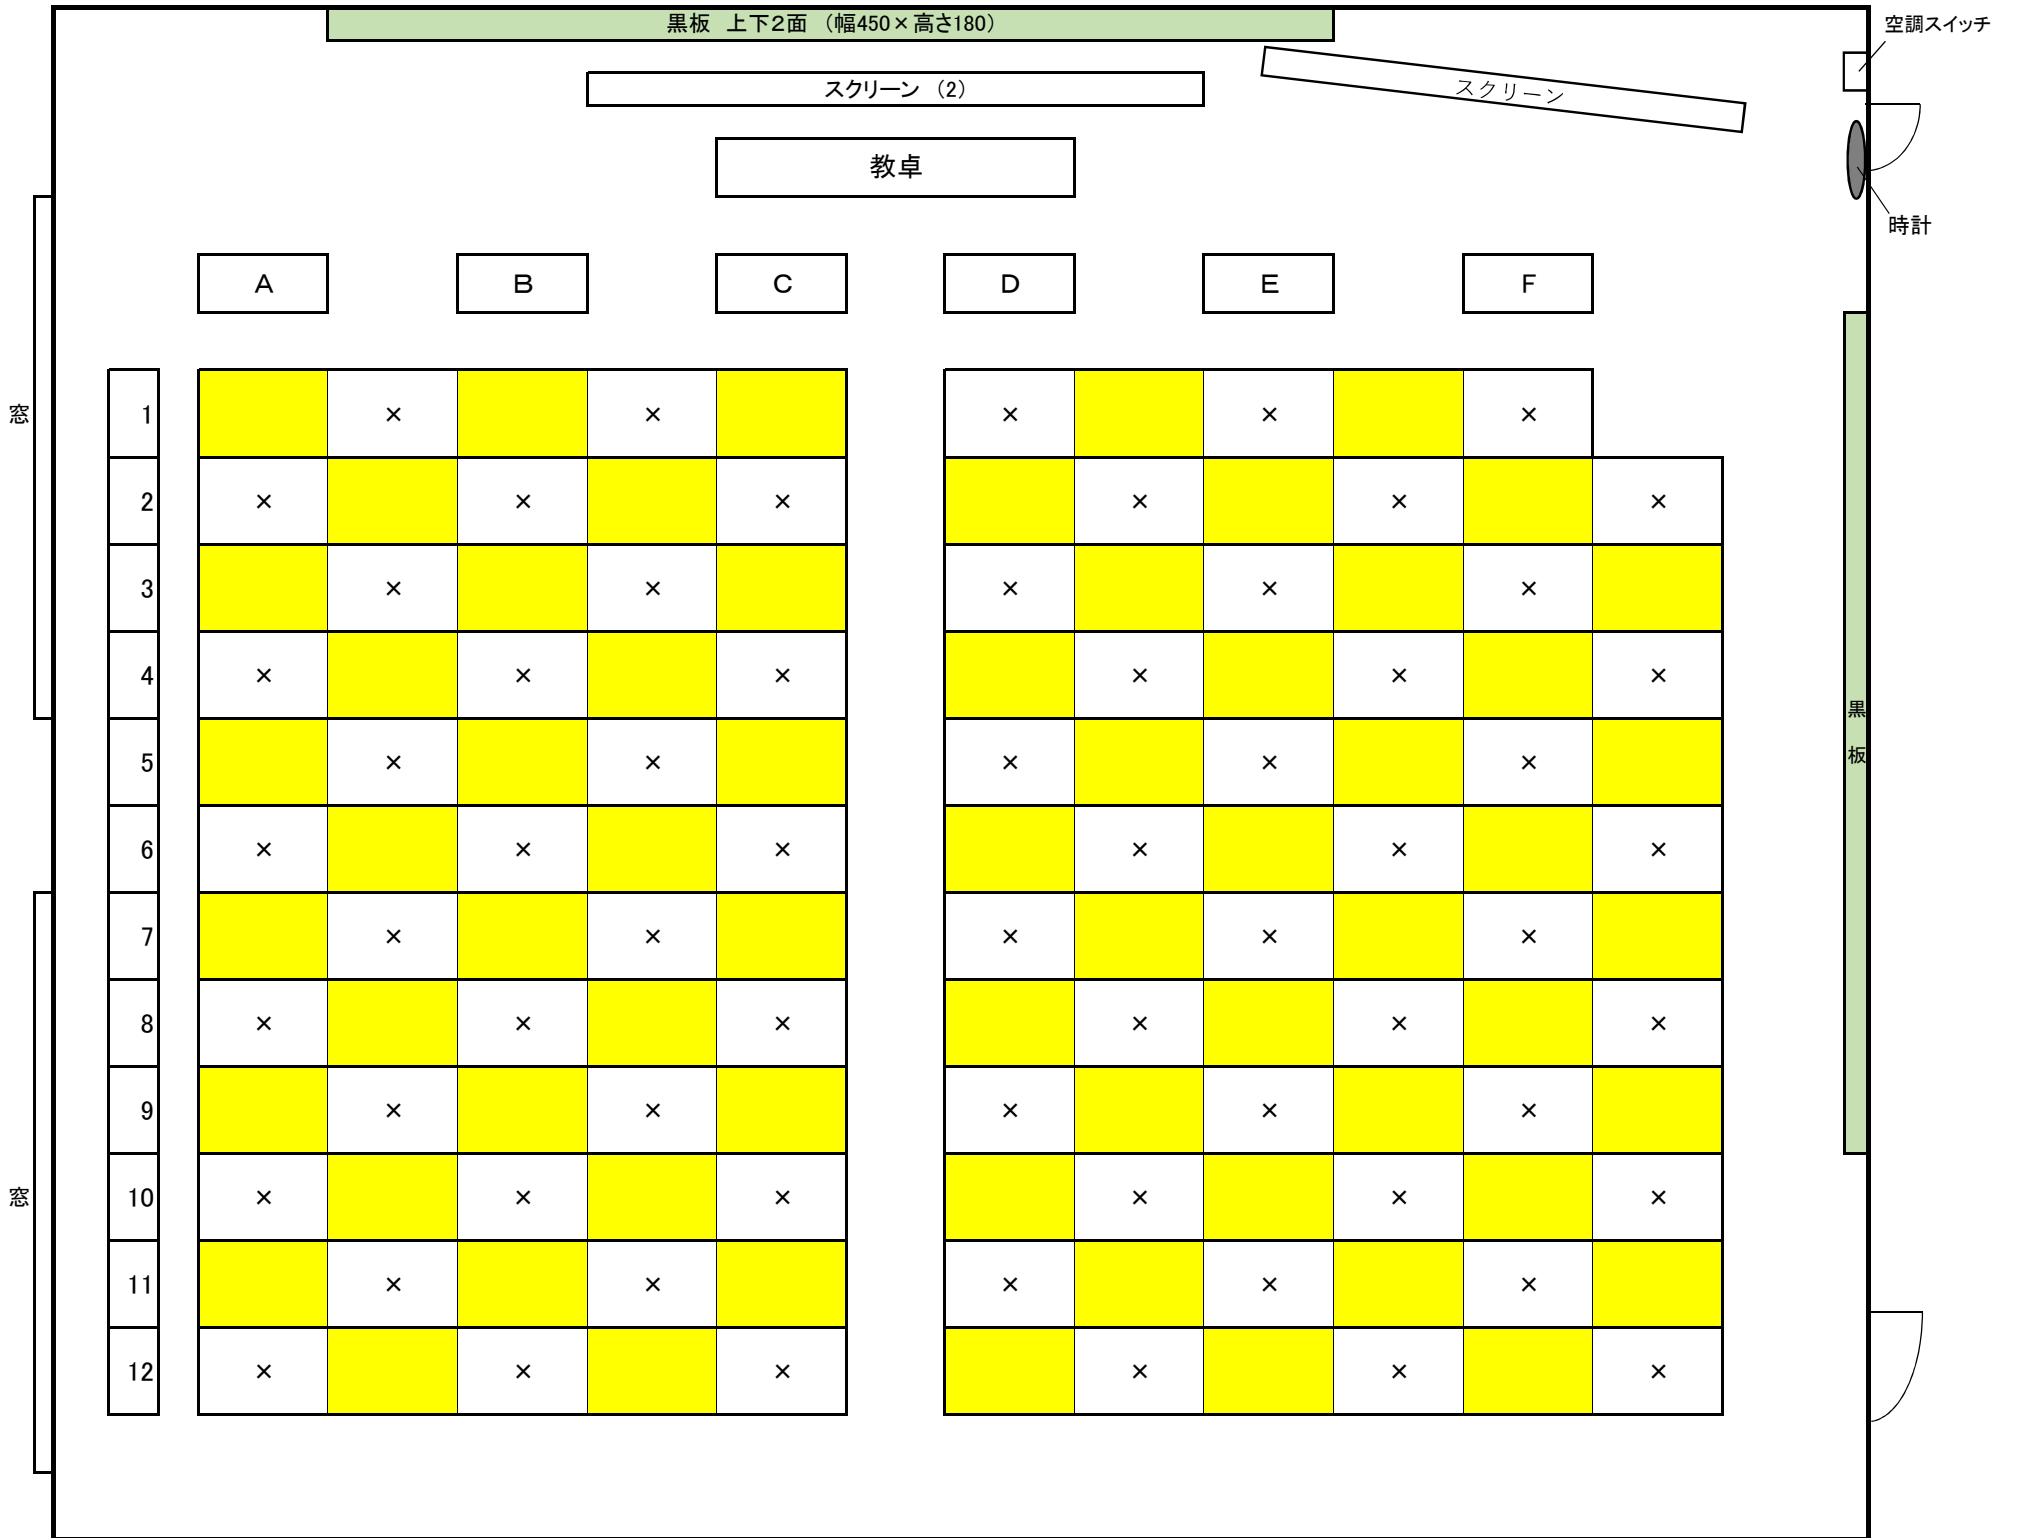 黒板　上下２面　（幅450×高さ180）
空調スイッチ
スクリーン　（2）
スクリーン
教卓
時計
A B C D E F
窓
1 × × × × ×
2 × × × × × ×
3 × × × × ×
4 × × × × × ×
黒
板
5 × × × × ×
6 × × × × × ×
7 × × × × ×
8 × × × × × ×
9 × × × × ×
窓
10 × × × × × ×
11 × × × × ×
12 × × × × × ×